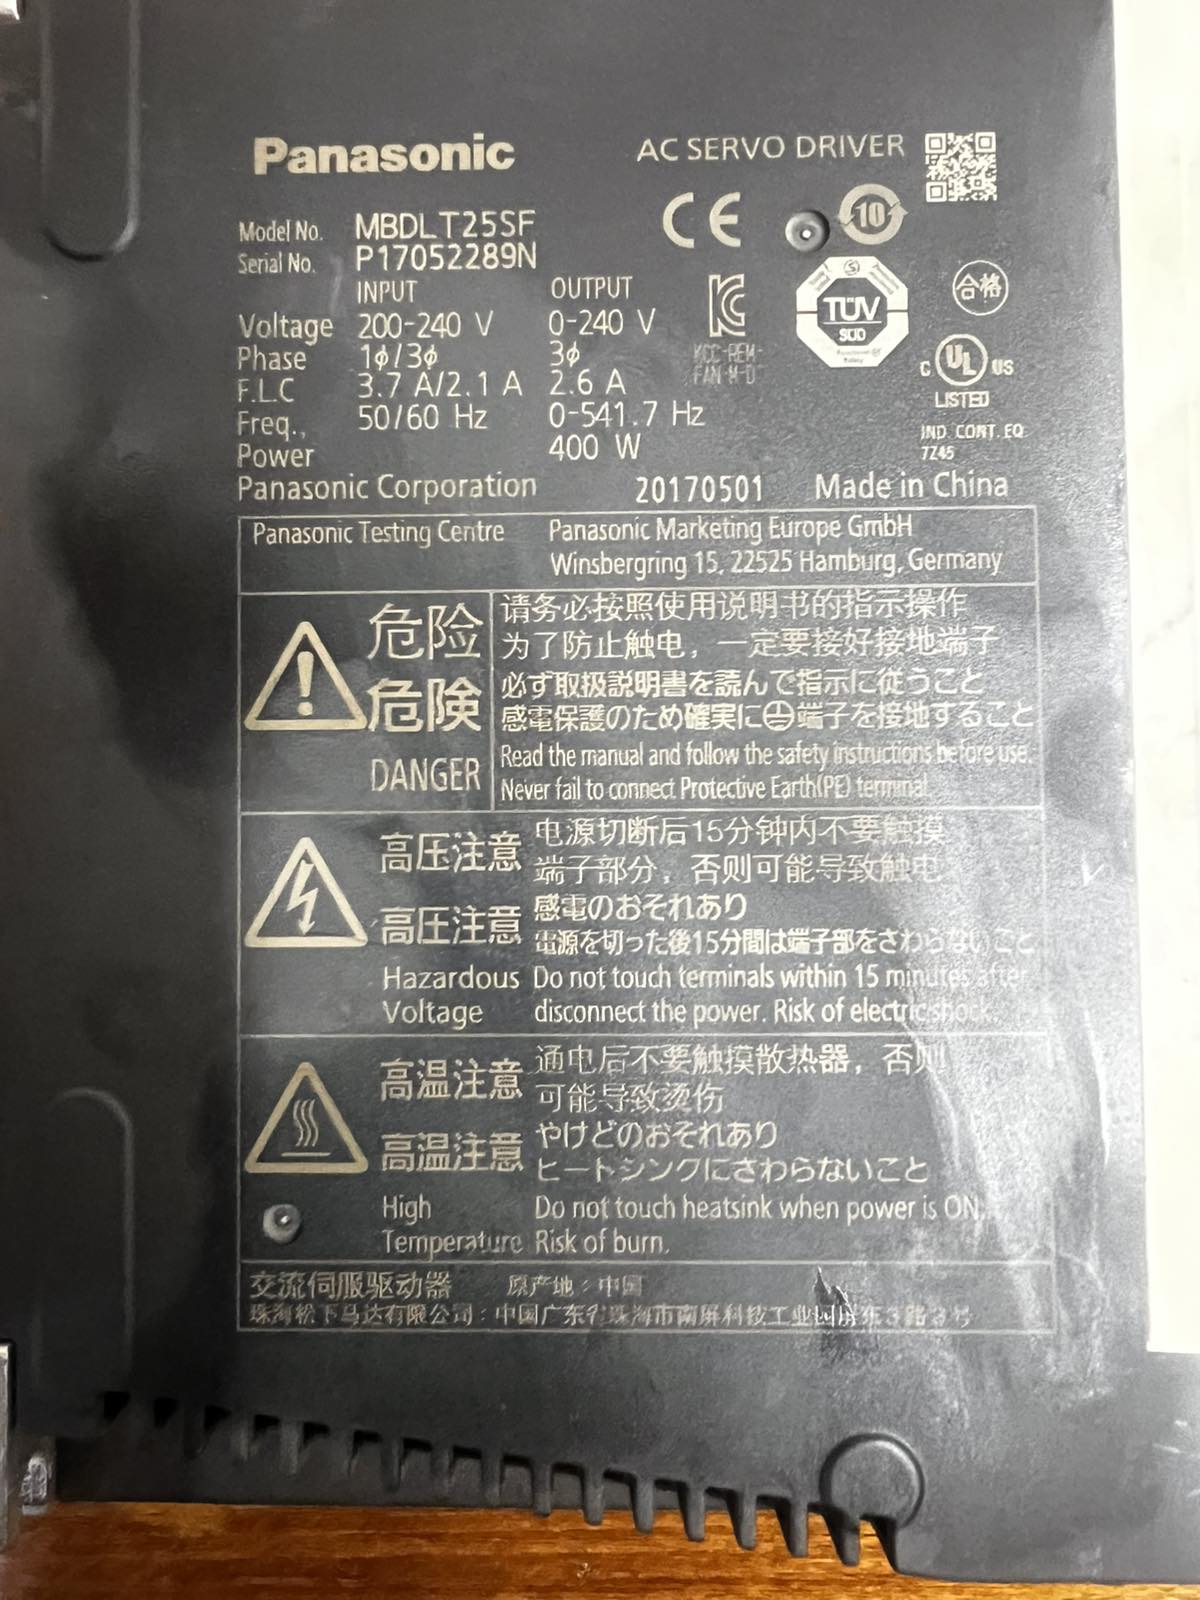 Panasonic
AC SERVO DRIVER
Model No. MBDLT25SF
Serial No. P17052289N
INPUT OUTPUT
Voltage 200-240 V 0-240 V
Phase 1ϕ/3ϕ 3ϕ
F.L.C 3.7 A/2.1 A 2.6 A
Freq., 50/60 Hz 0-541.7 Hz
Power 400 W
CE
10
TÜV
SÜD
合格
KCC-REM-
FAN-M-D
C UL US
LISTED
IND. CONT. EQ
7Z45
Panasonic Corporation 20170501 Made in China
Panasonic Testing Centre
Panasonic Marketing Europe GmbH
Winsbergring 15, 22525 Hamburg, Germany
危险
危険
DANGER
请务必按照使用说明书的指示操作
为了防止触电，一定要接好接地端子
必ず取扱説明書を読んで指示に従うこと
感電保護のため確実に端子を接地すること
Read the manual and follow the safety instructions before use.
Never fail to connect Protective Earth(PE) terminal.
高压注意
高圧注意
Hazardous
Voltage
电源切断后15分钟内不要触摸
端子部分，否则可能导致触电
感電のおそれあり
電源を切った後15分間は端子部をさわらないこと
Do not touch terminals within 15 minutes after
disconnect the power. Risk of electric shock.
高温注意
高温注意
High
Temperature
通电后不要触摸散热器，否则
可能导致烫伤
やけどのおそれあり
ヒートシンクにさわらないこと
Do not touch heatsink when power is ON.
Risk of burn.
交流伺服驱动器 原产地：中国
珠海松下马达有限公司：中国广东省珠海市南屏科技工业园屏东3路3号